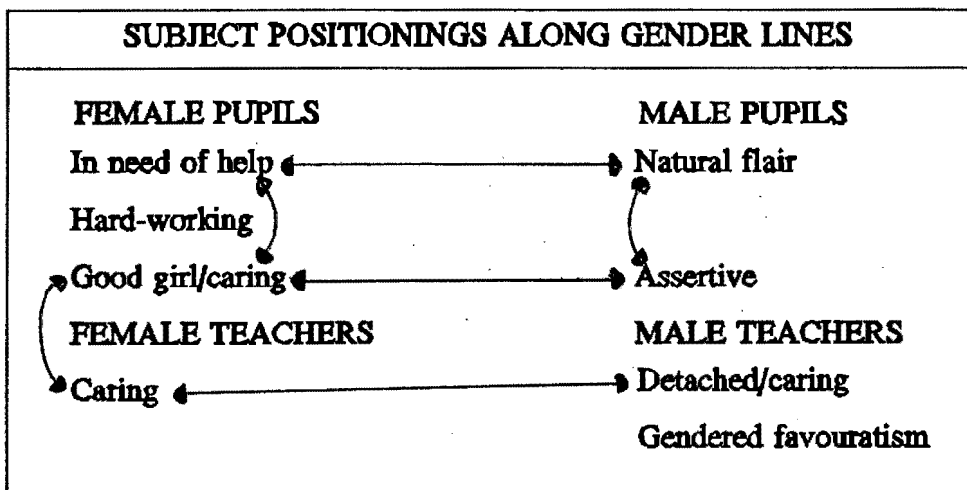 SUBJECT POSITIONINGS ALONG GENDER LINES
FEMALE PUPILS MALE PUPILS
In need of help Natural flair
Hard-working
Good girl/caring Assertive
FEMALE TEACHERS MALE TEACHERS
Caring Detached/caring
Gendered favouratism